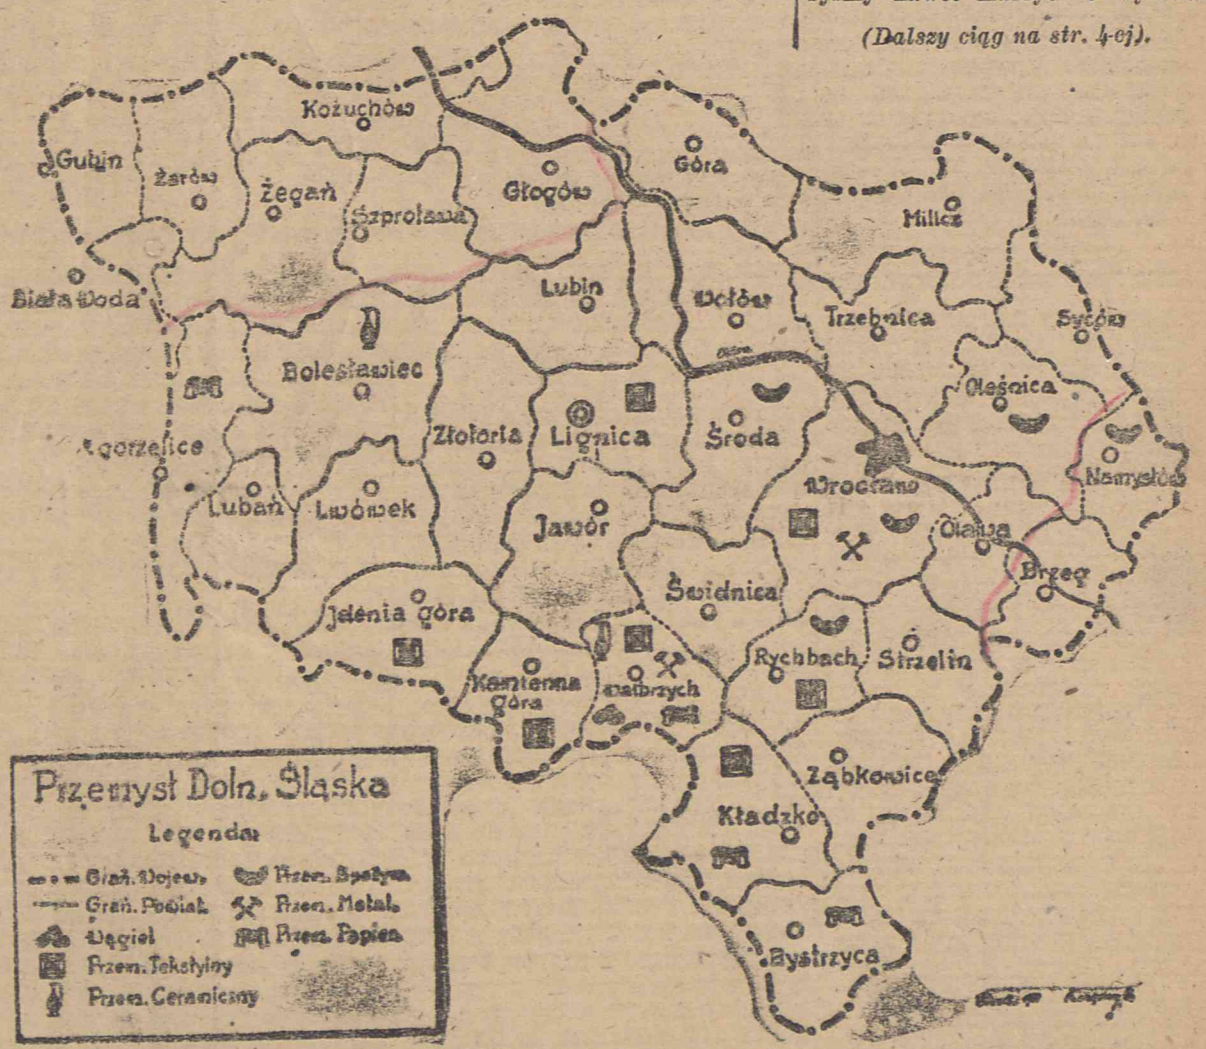 (Dalszy ciąg na str. 4-ej).
Kożuchów
Gubin
Żarów
Żegań
Szprotawa
Głogów
Góra
Milicz
Biała Woda
Lubin
Wołów
Trzebnica
Syców
Bolesławiec
Oleśnica
Złotoria
Lignica
Środa
gorzelice
Namysłów
Wrocław
Lubań
Lwówek
Jawór
Oława
Brzeg
Świdnica
Jelenia góra
Rychbach
Strzelin
Kamienna
góra
Wałbrzych
Ząbkowice
Kładzko
Bystrzyca
Przemysł Doln. Śląska
Legenda:
Grań. Wojew.
Przem. Spożyw.
Grań. Powiat.
Przem. Metal.
Węgiel
Przem. Papier.
Przem. Tekstylny
Przem. Ceramiczny